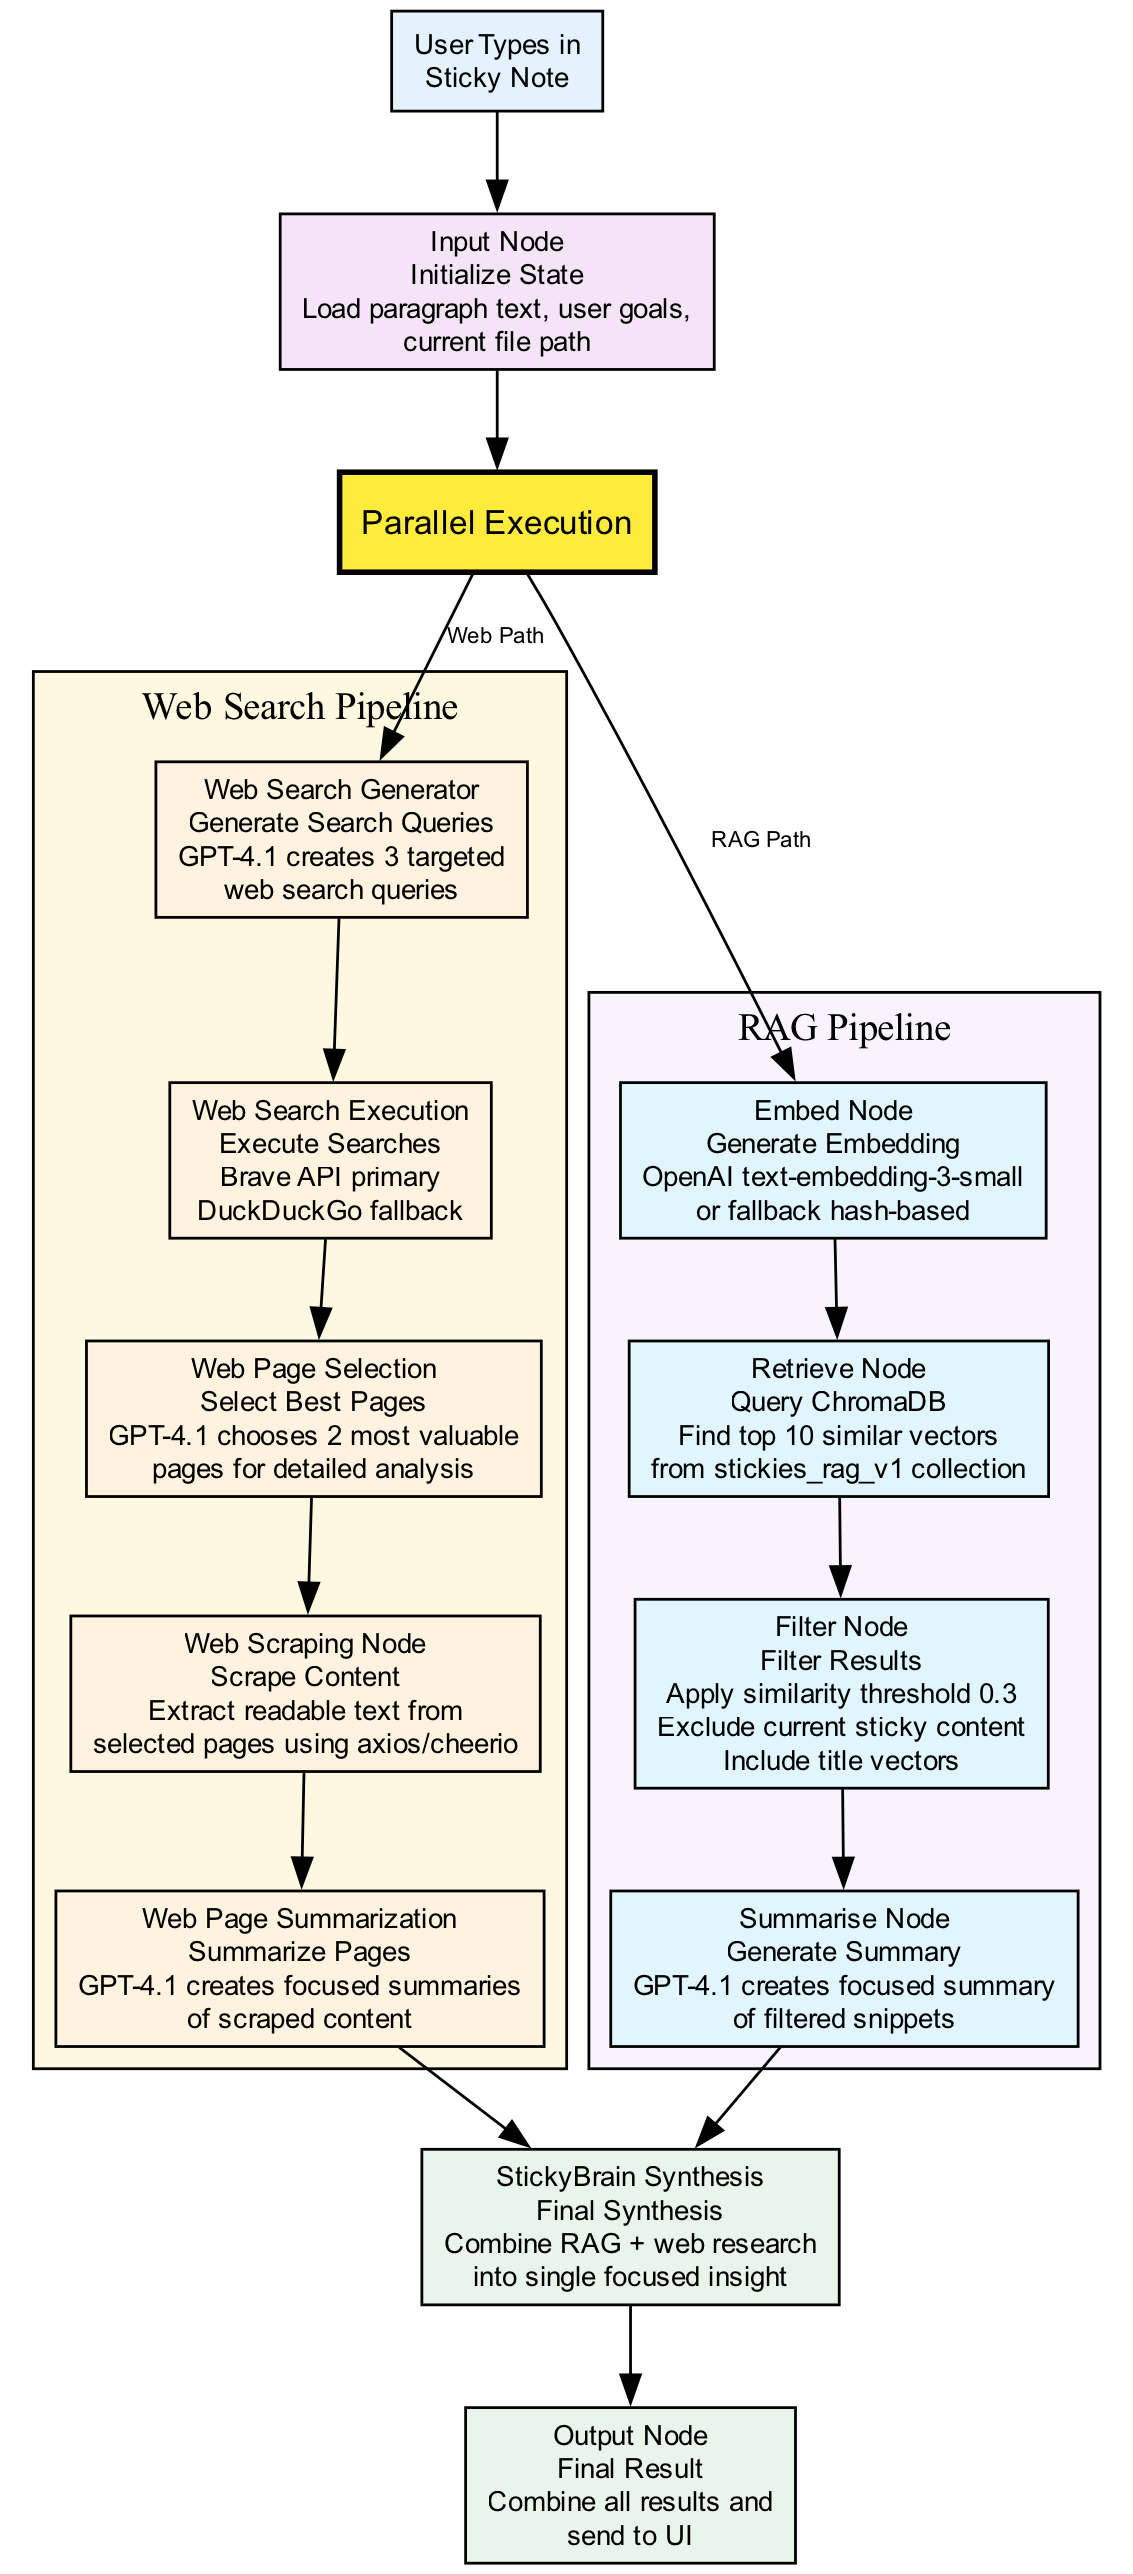 User Types in
Sticky Note
Input Node
Initialize State
Load paragraph text, user goals,
current file path
Parallel Execution
Web Path
RAG Path
Web Search Pipeline
Web Search Generator
Generate Search Queries
GPT-4.1 creates 3 targeted
web search queries
Web Search Execution
Execute Searches
Brave API primary
DuckDuckGo fallback
Web Page Selection
Select Best Pages
GPT-4.1 chooses 2 most valuable
pages for detailed analysis
Web Scraping Node
Scrape Content
Extract readable text from
selected pages using axios/cheerio
Web Page Summarization
Summarize Pages
GPT-4.1 creates focused summaries
of scraped content
RAG Pipeline
Embed Node
Generate Embedding
OpenAI text-embedding-3-small
or fallback hash-based
Retrieve Node
Query ChromaDB
Find top 10 similar vectors
from stickies_rag_v1 collection
Filter Node
Filter Results
Apply similarity threshold 0.3
Exclude current sticky content
Include title vectors
Summarise Node
Generate Summary
GPT-4.1 creates focused summary
of filtered snippets
StickyBrain Synthesis
Final Synthesis
Combine RAG + web research
into single focused insight
Output Node
Final Result
Combine all results and
send to UI